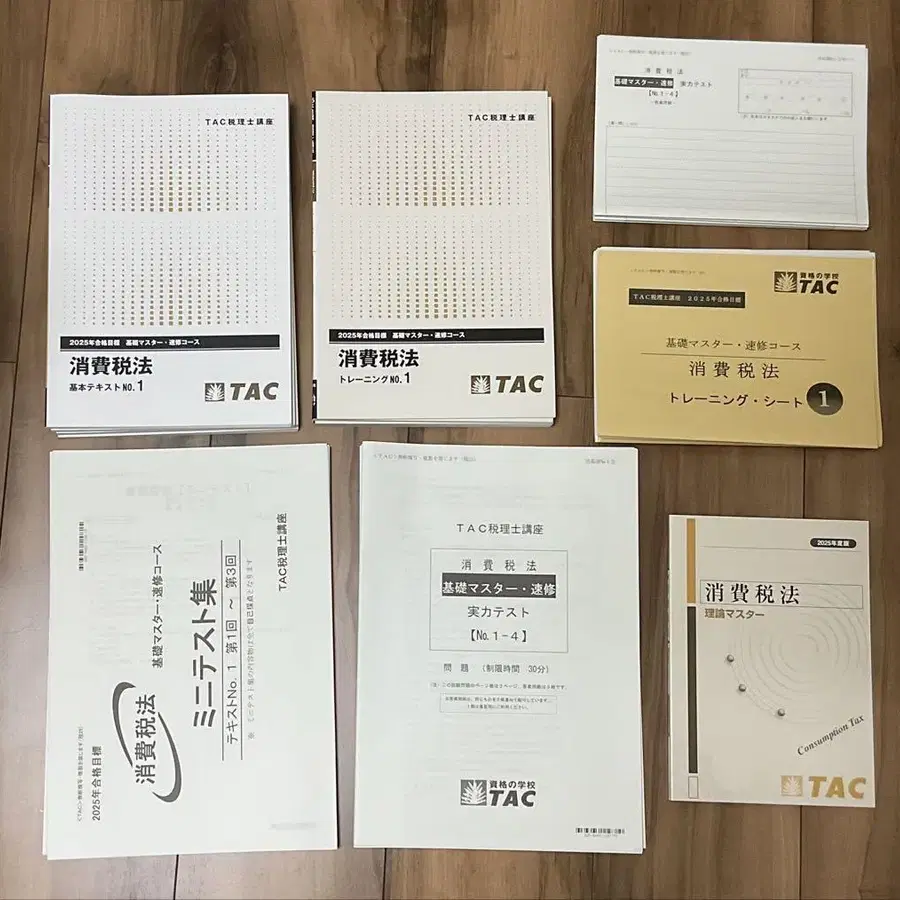 TAC税理士講座
2025年合格目標 基礎マスター・速修コース
消費税法
基本テキストNO.1
TAC
TAC税理士講座
2025年合格目標 基礎マスター・速修コース
消費税法
トレーニングNO.1
TAC
消費税法
基礎マスター・速修 実力テスト
【No.1-4】
資格の学校
TAC
TAC税理士講座 2025年合格目標
基礎マスター・速修コース
消費税法
トレーニング・シート 1
2025年合格目標
消費税法
基礎マスター・速修コース
ミニテスト集
テキストNo.1 第1回 ~ 第3回
TAC税理士講座
TAC税理士講座
消費税法
基礎マスター・速修
実力テスト
【No.1-4】
問題 (制限時間 30分)
資格の学校
TAC
2025年度版
消費税法
理論マスター
Consumption Tax
TAC